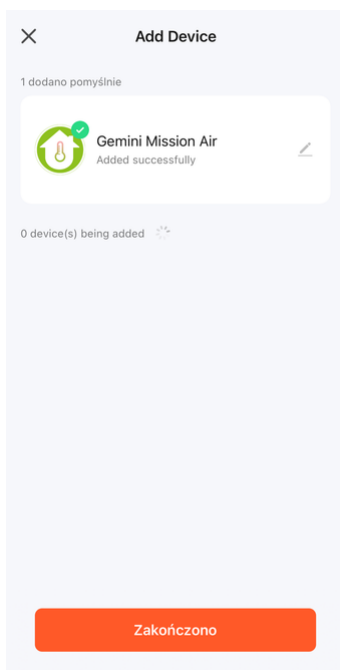 Add Device
1 dodano pomyślnie
Gemini Mission Air
Added successfully
0 device(s) being added
Zakończono